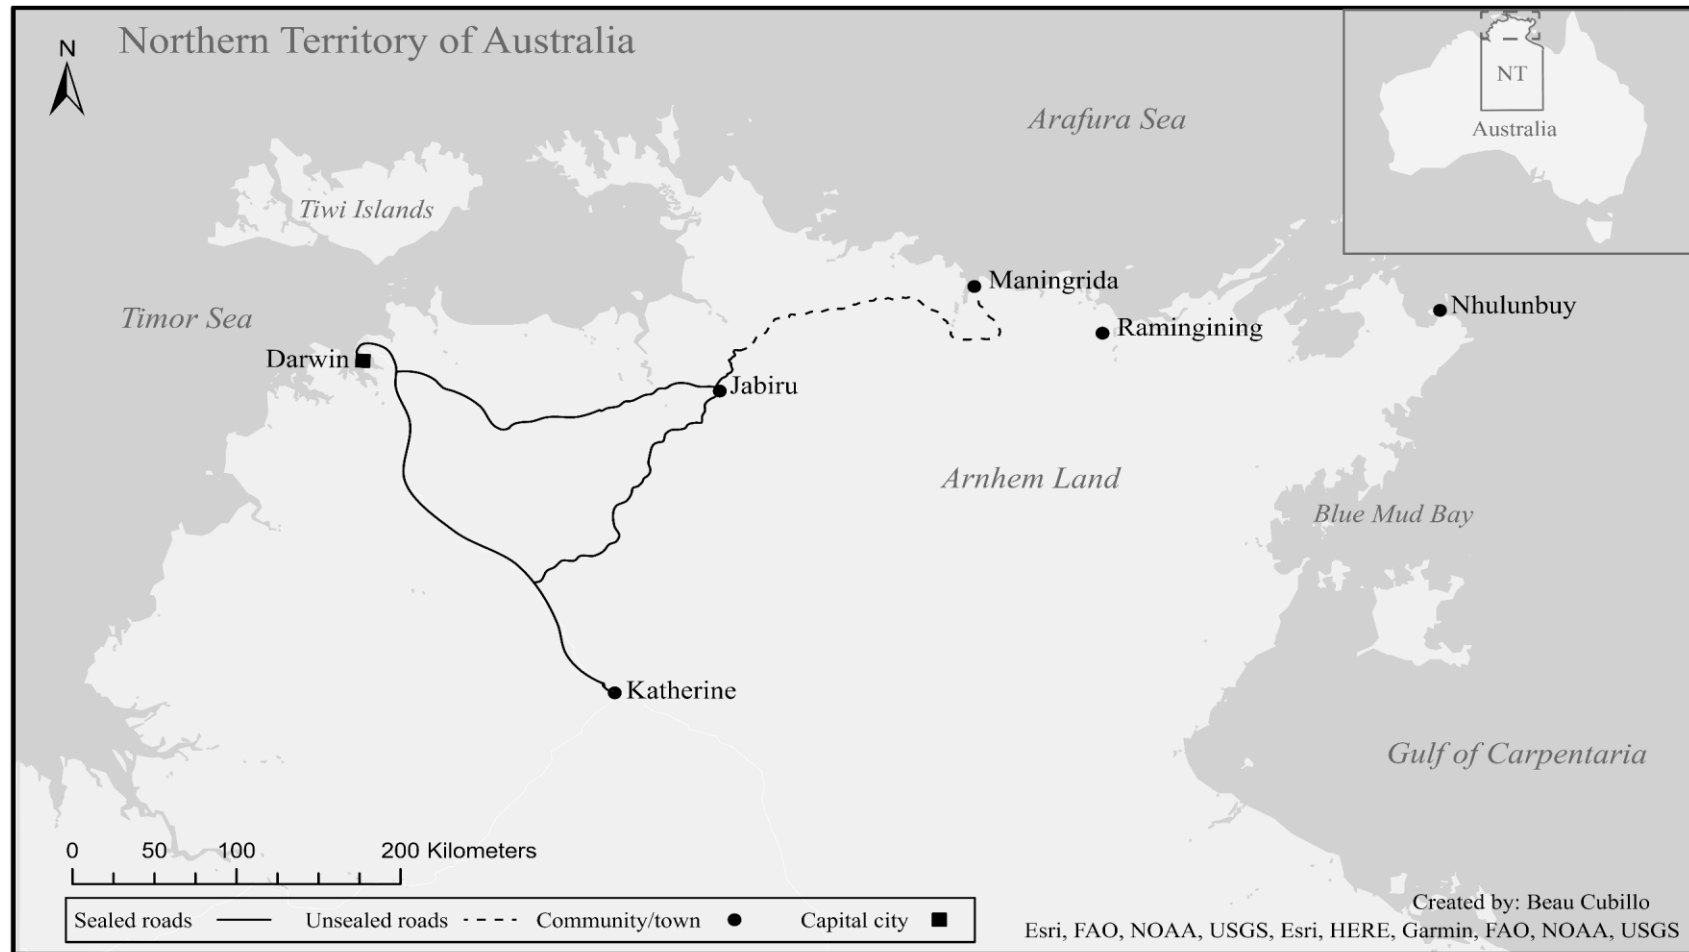 Northern Territory of Australia
N
NT
Australia
Arafura Sea
Tiwi Islands
Maningrida
Nhulunbuy
Timor Sea
Ramingining
Darwin
Jabiru
Arnhem Land
Blue Mud Bay
Katherine
Gulf of Carpentaria
0 50 100 200 Kilometers
Sealed roads Unsealed roads Community/town Capital city
Created by: Beau Cubillo
Esri, FAO, NOAA, USGS, Esri, HERE, Garmin, FAO, NOAA, USGS